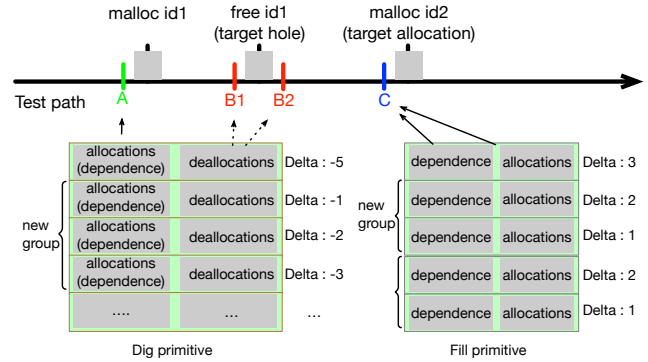 malloc id1
free id1
(target hole)
malloc id2
(target allocation)
Test path
A
B1
B2
C
allocations
(dependence)
deallocations
Delta : -5
new
group
allocations
(dependence)
deallocations
Delta : -1
allocations
(dependence)
deallocations
Delta : -2
allocations
(dependence)
deallocations
Delta : -3
....
...
...
Dig primitive
dependence
allocations
Delta : 3
new
group
dependence
allocations
Delta : 2
dependence
allocations
Delta : 1
dependence
allocations
Delta : 2
dependence
allocations
Delta : 1
Fill primitive